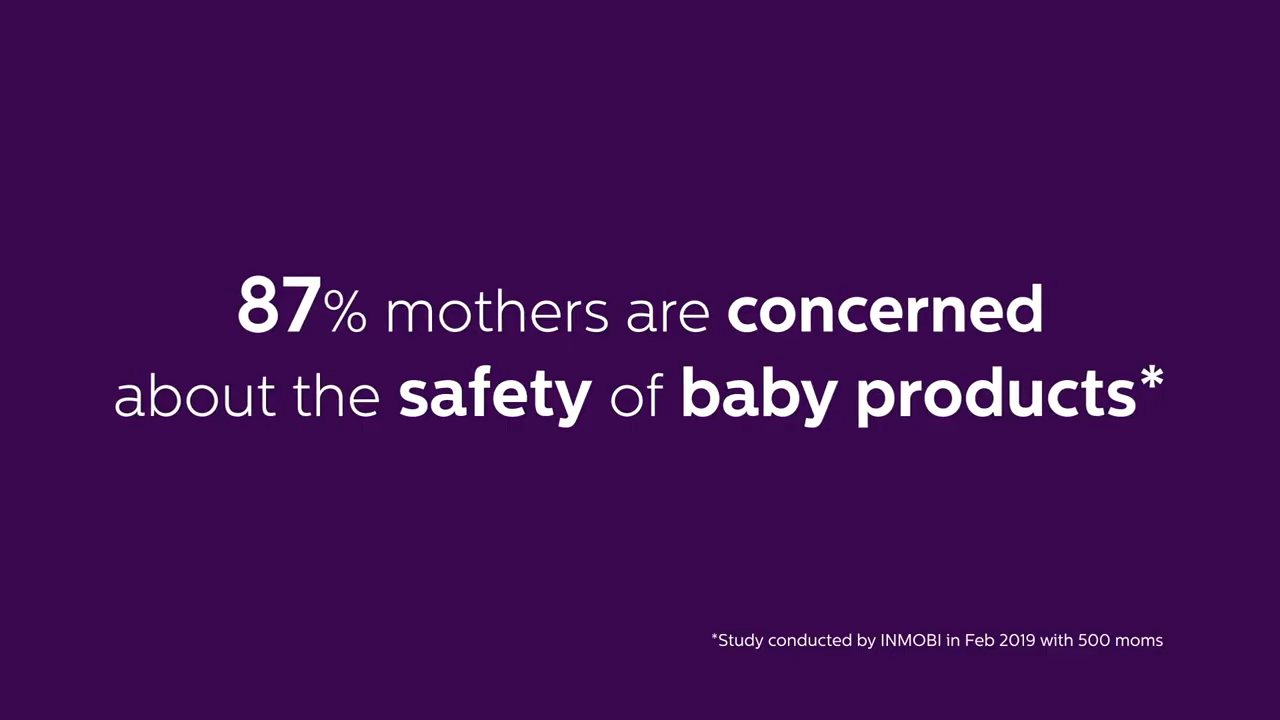 87% mothers are concerned
about the safety of baby products*
*Study conducted by INMOBI in Feb 2019 with 500 moms